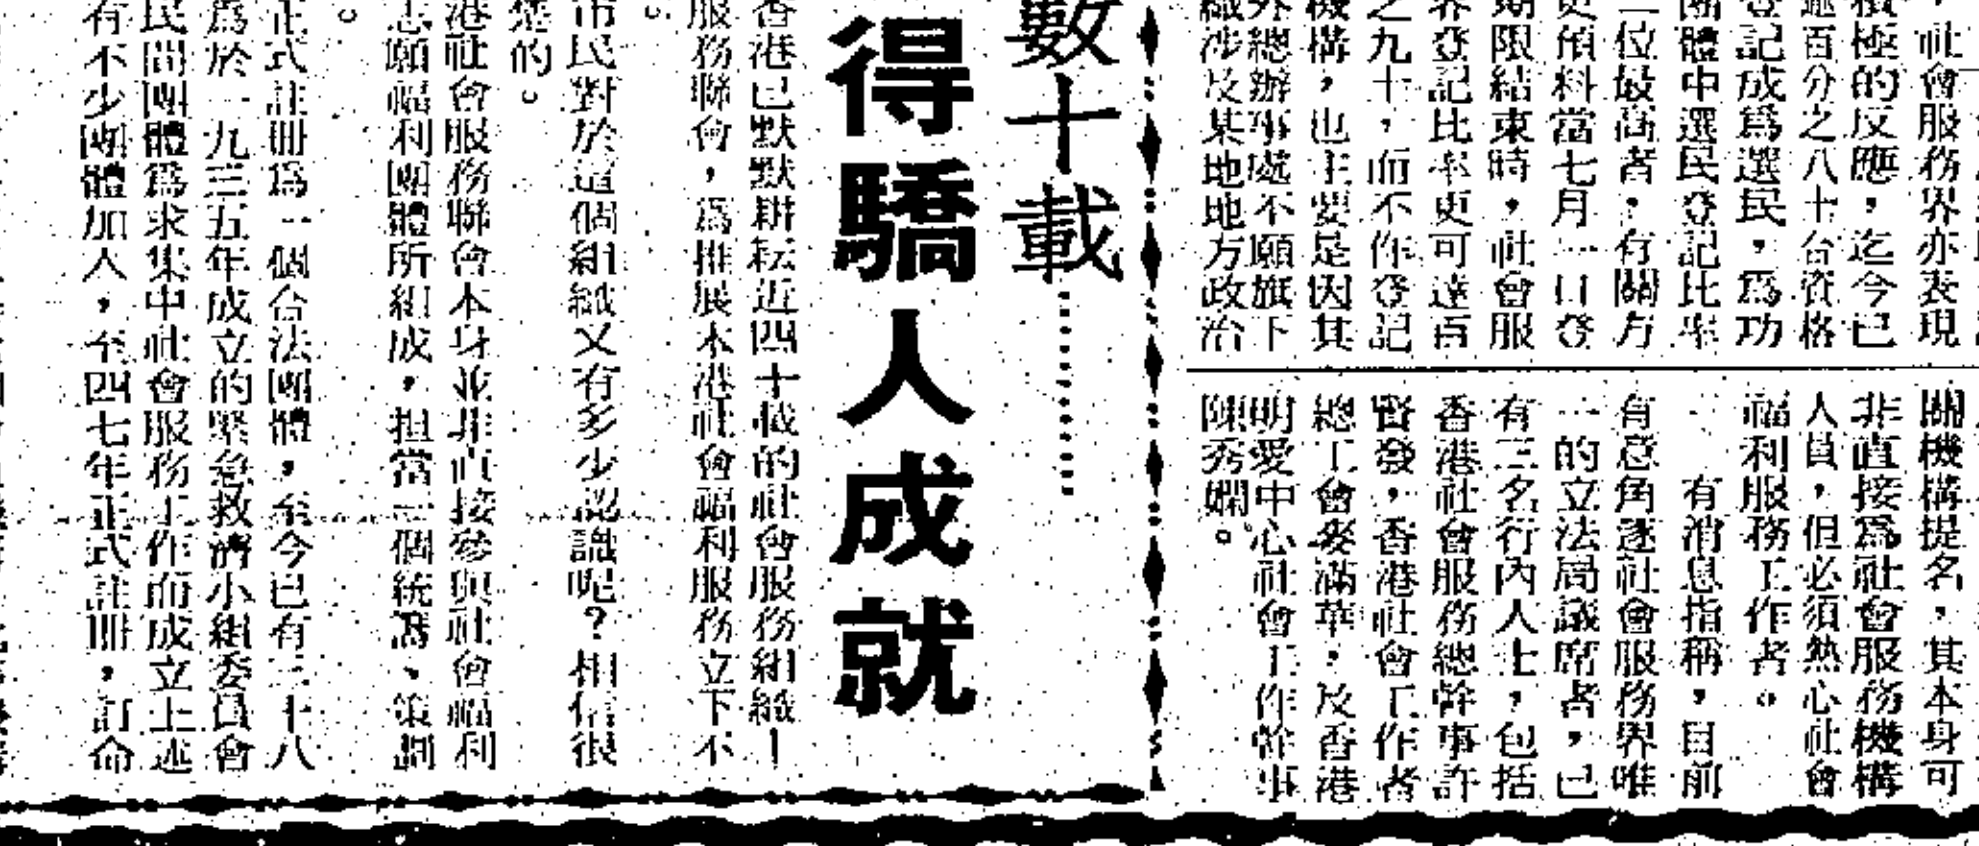 ，社會服務界亦表現
積極的反應，迄今已
逾百分之八十合資格
登記成爲選民，爲功
團體中選民登記比率
一位最高者，有關方
更預料當七月一日登
期限結束時，社會服
界登記比率更可達百
之九十，而不作登記
機構，也主要是因其
外總辦事處不願旗下
織涉及某地地方政治
關機構提名，其本身可
非直接爲社會服務機構
人員，但必須熱心社會
福利服務工作者。
有消息指稱，目前
有意角逐社會服務界唯
一的立法局議席者，已
有三名行內人士，包括
香港社會服務總幹事許
賢發，香港社會工作者
總工會麥滿華，及香港
明愛中心社會工作幹事
陳秀嫻。
數十載………
得驕人成就
香港已默默耕耘近四十載的社會服務組織—
服務聯會，爲推展本港社會福利服務立下不
。
市民對於這個組織又有多少認識呢？相信很
楚的。
港社會服務聯會本身並非直接參與社會福利
志願福利團體所組成，担當一個統籌、策劃
。
正式註冊爲一個合法團體，至今已有三十八
爲於一九三五年成立的緊急救濟小組委員會
民間團體爲求集中社會服務工作而成立上述
有不少團體加入，至四七年正式註冊，訂命